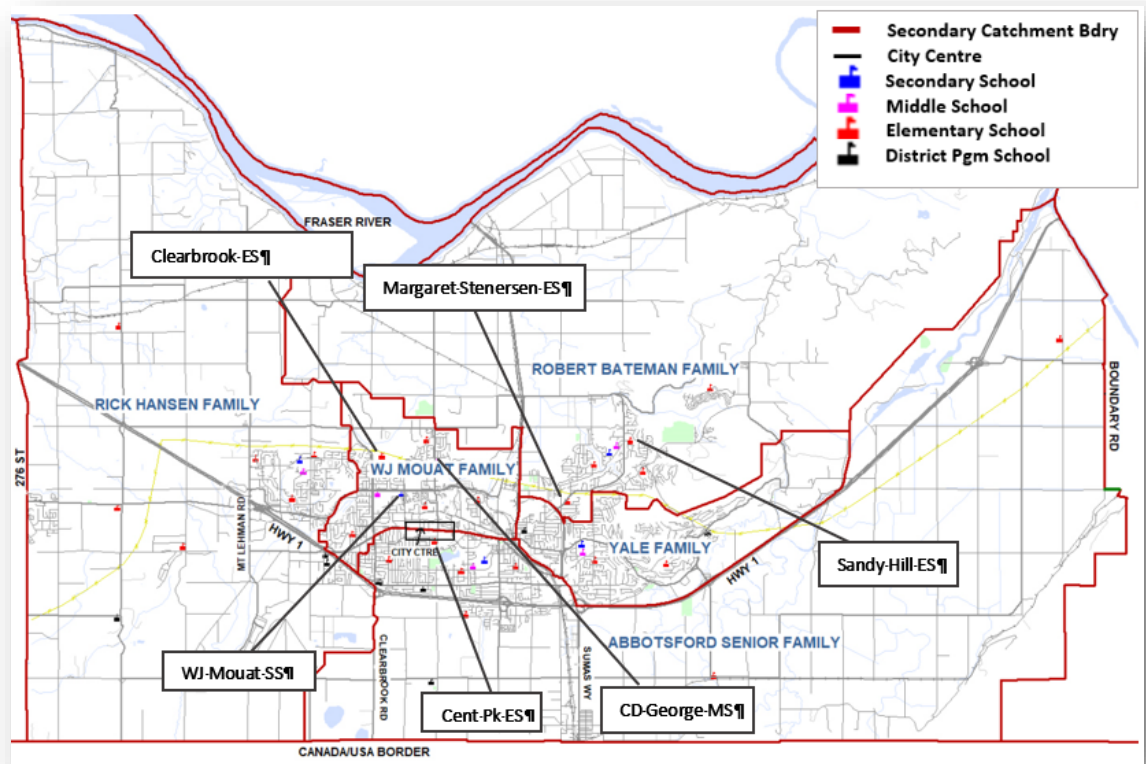 Secondary Catchment Bdry
City Centre
Secondary School
Middle School
Elementary School
District Pgm School
FRASER RIVER
Clearbrook-ES¶
Margaret-Stenersen-ES¶
ROBERT BATEMAN FAMILY
RICK HANSEN FAMILY
BOUNDARY RD
276 ST
WJ MOUAT FAMILY
MT LEHMAN RD
HWY 1
CITY CTRE
YALE FAMILY
HWY 1
Sandy-Hill-ES¶
ABBOTSFORD SENIOR FAMILY
CLEARBROOK RD
SUMAS WY
WJ-Mouat-SS¶
Cent-Pk-ES¶
CD-George-MS¶
CANADA/USA BORDER